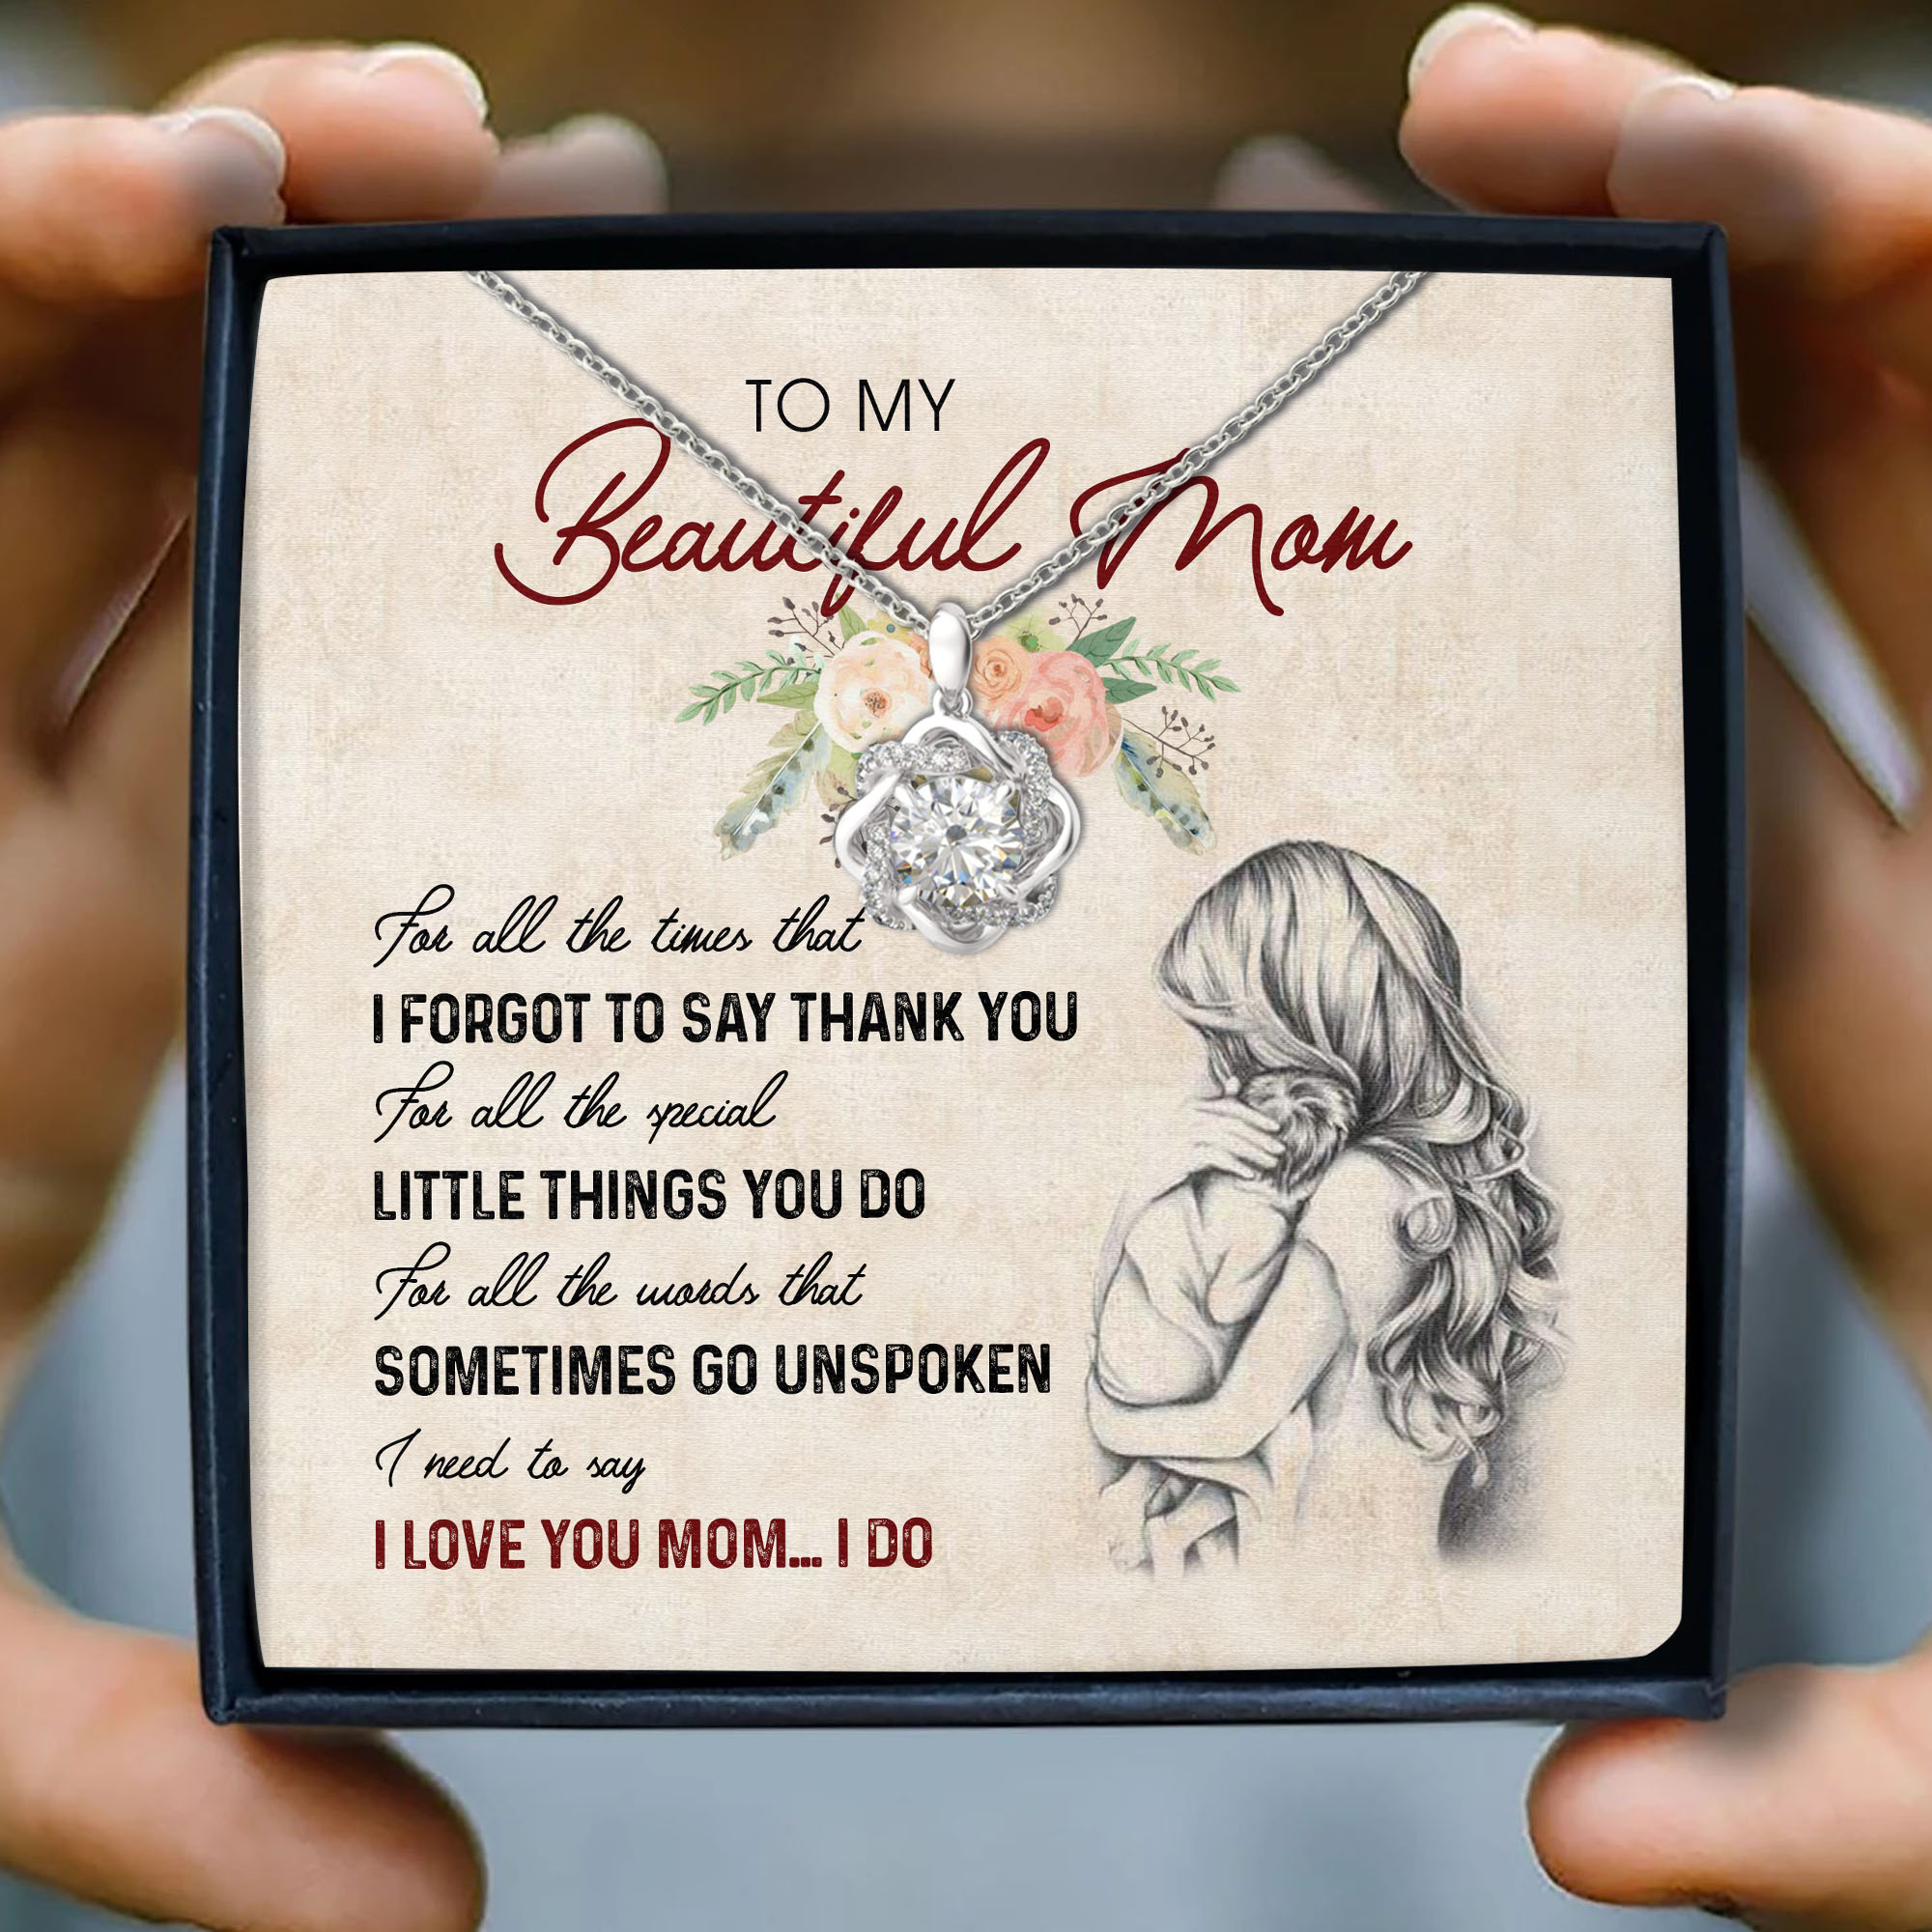 TO MY
Beautiful Mom
For all the times that
I FORGOT TO SAY THANK YOU
For all the special
LITTLE THINGS YOU DO
For all the words that
SOMETIMES GO UNSPOKEN
I need to say
I LOVE YOU MOM... I DO